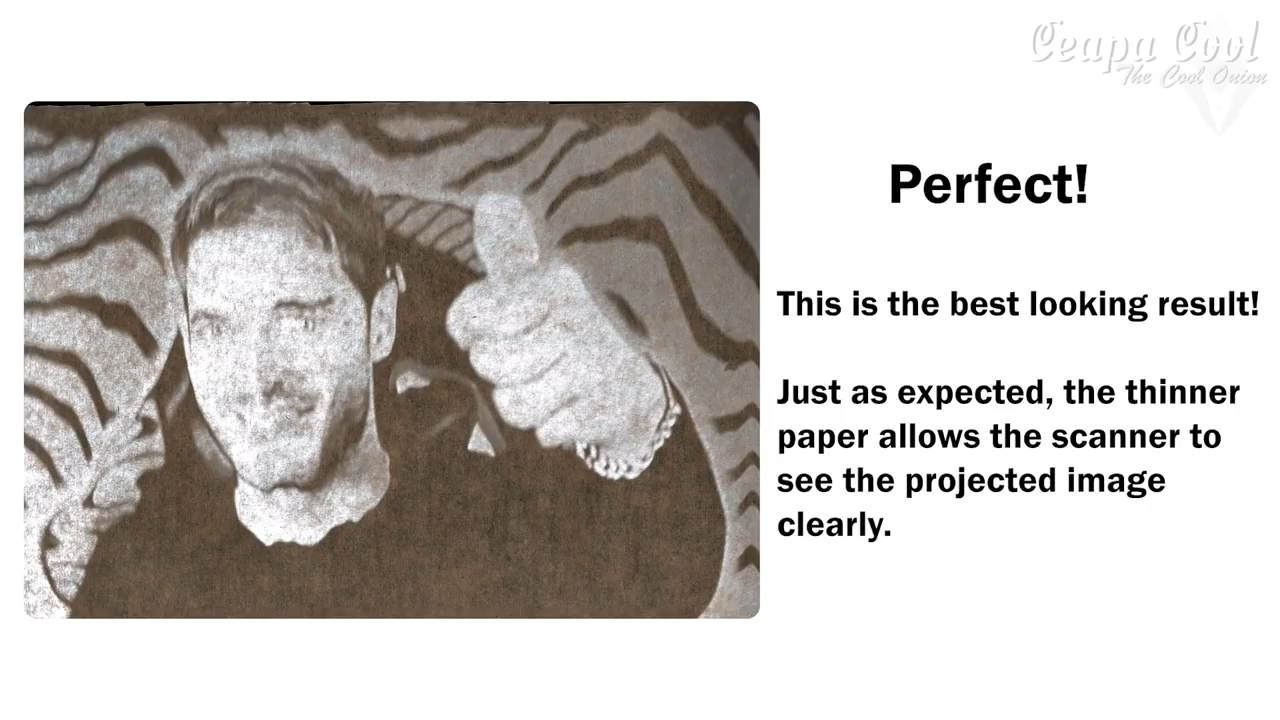 Ceapa Cool
The Cool Onion
Perfect!
This is the best looking result!
Just as expected, the thinner
paper allows the scanner to
see the projected image
clearly.